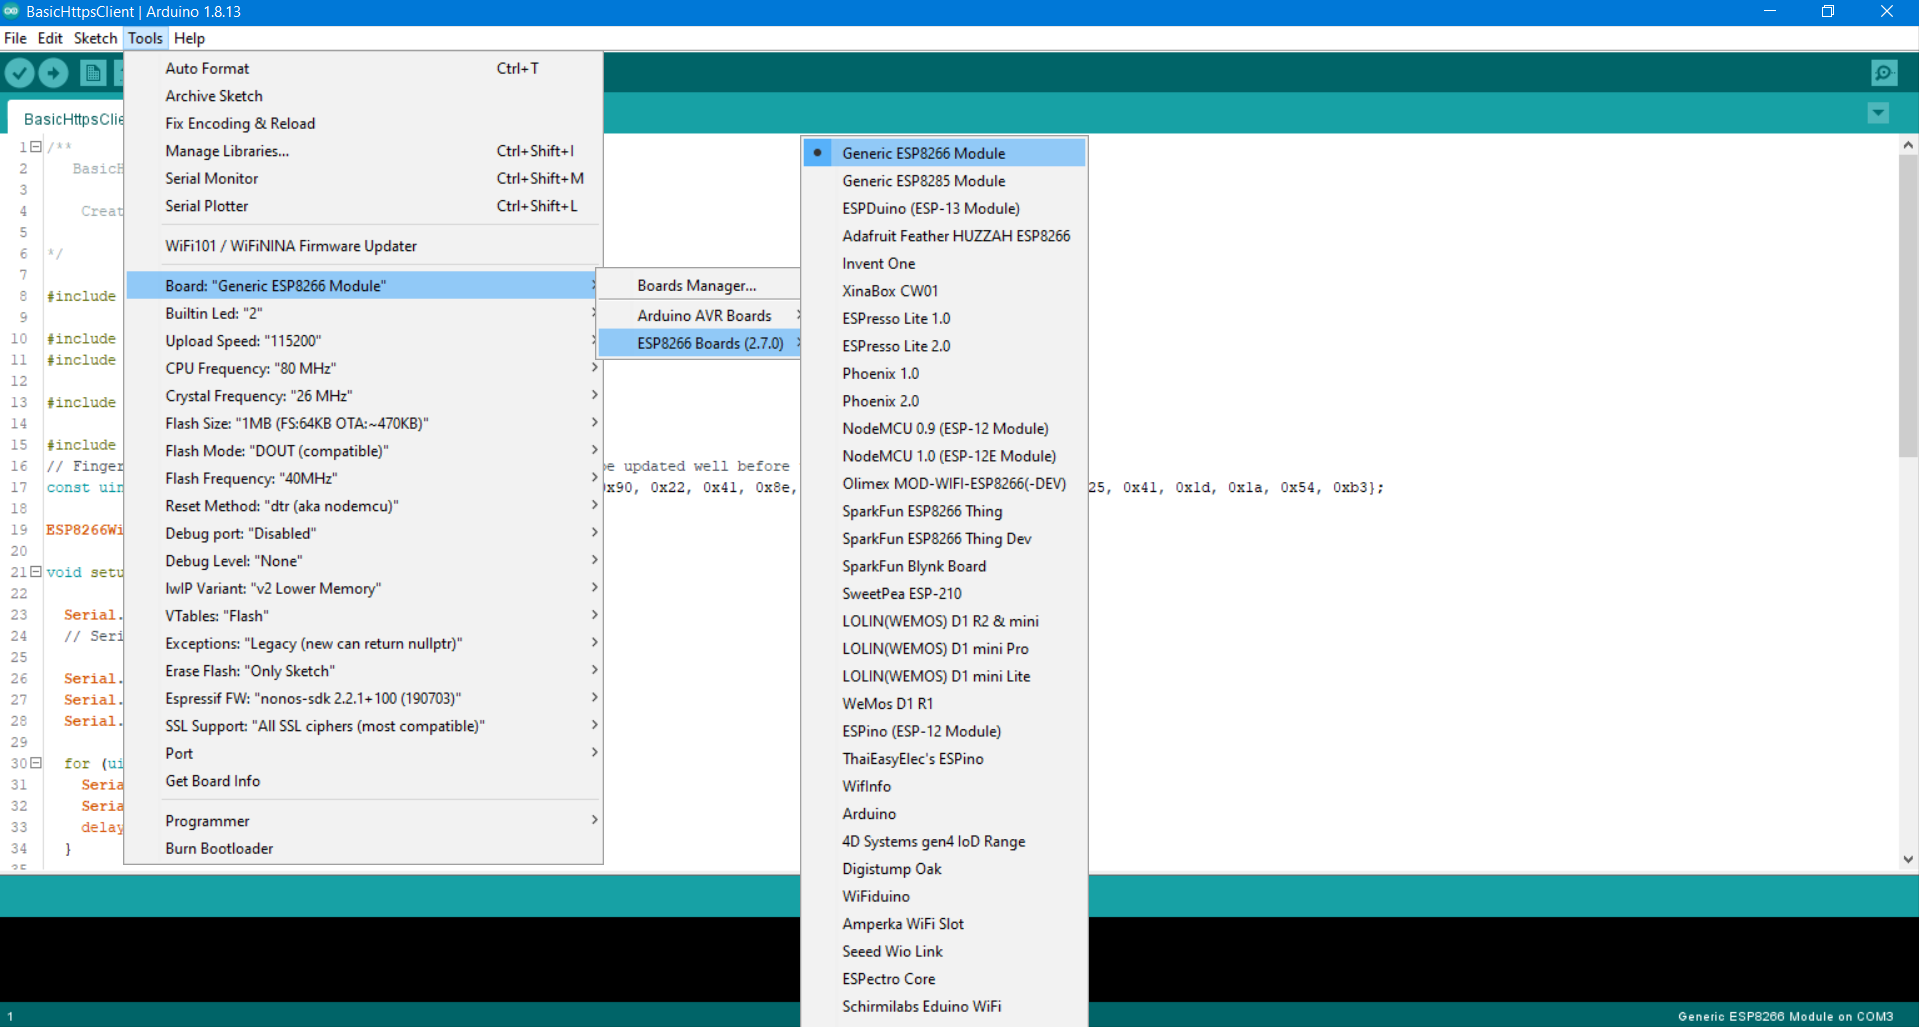 BasicHttpsClient | Arduino 1.8.13
File Edit Sketch Tools Help
BasicHttpsClie
Auto Format Ctrl+T
Archive Sketch
Fix Encoding & Reload
Manage Libraries... Ctrl+Shift+I
Serial Monitor Ctrl+Shift+M
Serial Plotter Ctrl+Shift+L
WiFi101 / WiFiNINA Firmware Updater
Board: "Generic ESP8266 Module"
Builtin Led: "2"
Upload Speed: "115200"
CPU Frequency: "80 MHz"
Crystal Frequency: "26 MHz"
Flash Size: "1MB (FS:64KB OTA:~470KB)"
Flash Mode: "DOUT (compatible)"
Flash Frequency: "40MHz"
Reset Method: "dtr (aka nodemcu)"
Debug port: "Disabled"
Debug Level: "None"
lwIP Variant: "v2 Lower Memory"
VTables: "Flash"
Exceptions: "Legacy (new can return nullptr)"
Erase Flash: "Only Sketch"
Espressif FW: "nonos-sdk 2.2.1+100 (190703)"
SSL Support: "All SSL ciphers (most compatible)"
Port
Get Board Info
Programmer
Burn Bootloader
Boards Manager...
Arduino AVR Boards
ESP8266 Boards (2.7.0)
Generic ESP8266 Module
Generic ESP8285 Module
ESPDuino (ESP-13 Module)
Adafruit Feather HUZZAH ESP8266
Invent One
XinaBox CW01
ESPresso Lite 1.0
ESPresso Lite 2.0
Phoenix 1.0
Phoenix 2.0
NodeMCU 0.9 (ESP-12 Module)
NodeMCU 1.0 (ESP-12E Module)
Olimex MOD-WIFI-ESP8266(-DEV)
SparkFun ESP8266 Thing
SparkFun ESP8266 Thing Dev
SparkFun Blynk Board
SweetPea ESP-210
LOLIN(WEMOS) D1 R2 & mini
LOLIN(WEMOS) D1 mini Pro
LOLIN(WEMOS) D1 mini Lite
WeMos D1 R1
ESPino (ESP-12 Module)
ThaiEasyElec's ESPino
WifInfo
Arduino
4D Systems gen4 IoD Range
Digistump Oak
WiFiduino
Amperka WiFi Slot
Seeed Wio Link
ESPectro Core
Schirmilabs Eduino WiFi
1 /**
2 BasicH
3
4 Creat
5
6 */
7
8 #include
9
10 #include
11 #include
12
13 #include
14
15 #include
16 // Finger be updated well before
17 const uin 0x90, 0x22, 0x41, 0x8e, 25, 0x41, 0x1d, 0x1a, 0x54, 0xb3};
18
19 ESP8266Wi
20
21 void setu
22
23 Serial.
24 // Seri
25
26 Serial.
27 Serial.
28 Serial.
29
30 for (ui
31 Seria
32 Seria
33 delay
34 }
35
1 Generic ESP8266 Module on COM3